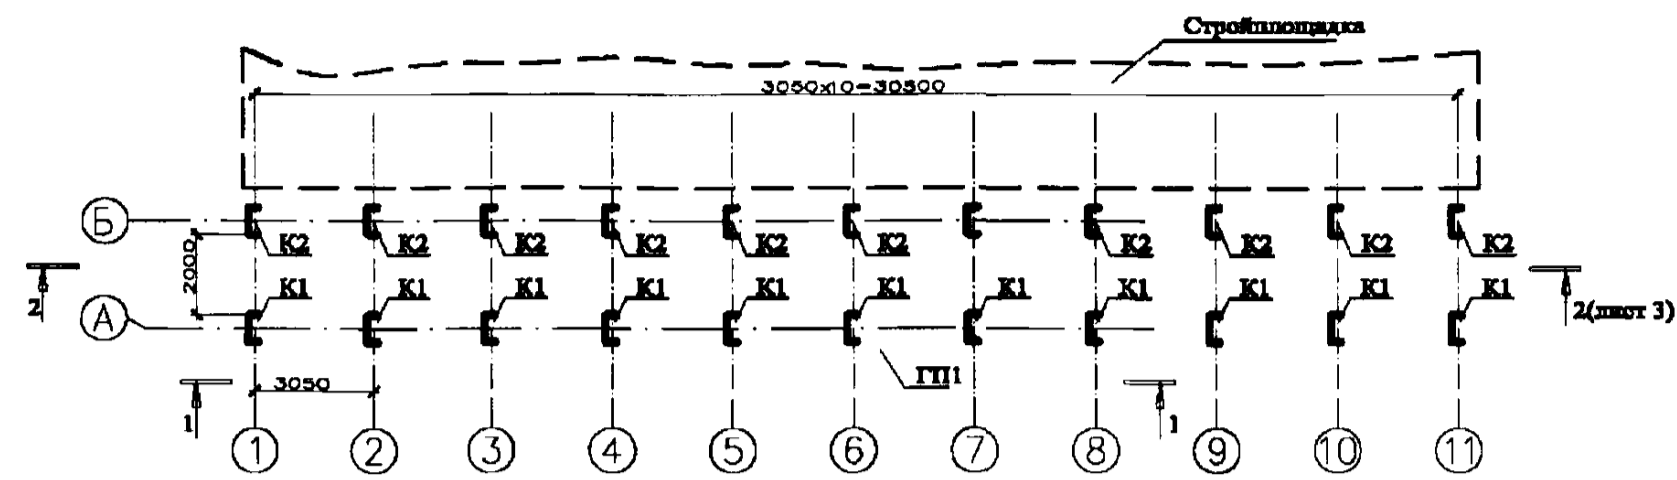 Стройплощадка
3050x10=30500
Б
К2 К2 К2 К2 К2 К2 К2 К2 К2 К2
2000
2 2(лист 3)
К1 К1 К1 К1 К1 К1 К1 К1 К1 К1 К1
А
ГП1
3050
1 1
1 2 3 4 5 6 7 8 9 10 11